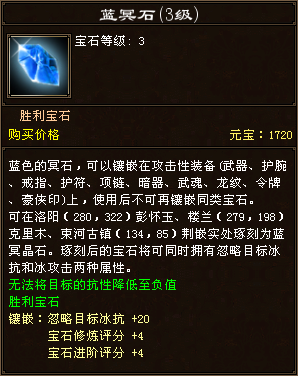 蓝冥石(3级)
宝石等级: 3
胜利宝石
购买价格 元宝: 1720
蓝色的冥石，可以镶嵌在攻击性装备(武器、护腕
、戒指、护符、项链、暗器、武魂、龙纹、令牌
、豪侠印)上，使用后不可再镶嵌同类宝石。
可在洛阳（280，322）彭怀玉、楼兰（279，198）
克里木、束河古镇（134，85）荆嵌实处琢刻为蓝
冥晶石。琢刻后的宝石将可同时拥有忽略目标冰
抗和冰攻击两种属性。
无法将目标的抗性降低至负值
胜利宝石
镶嵌: 忽略目标冰抗 +20
宝石修炼评分 +4
宝石进阶评分 +4